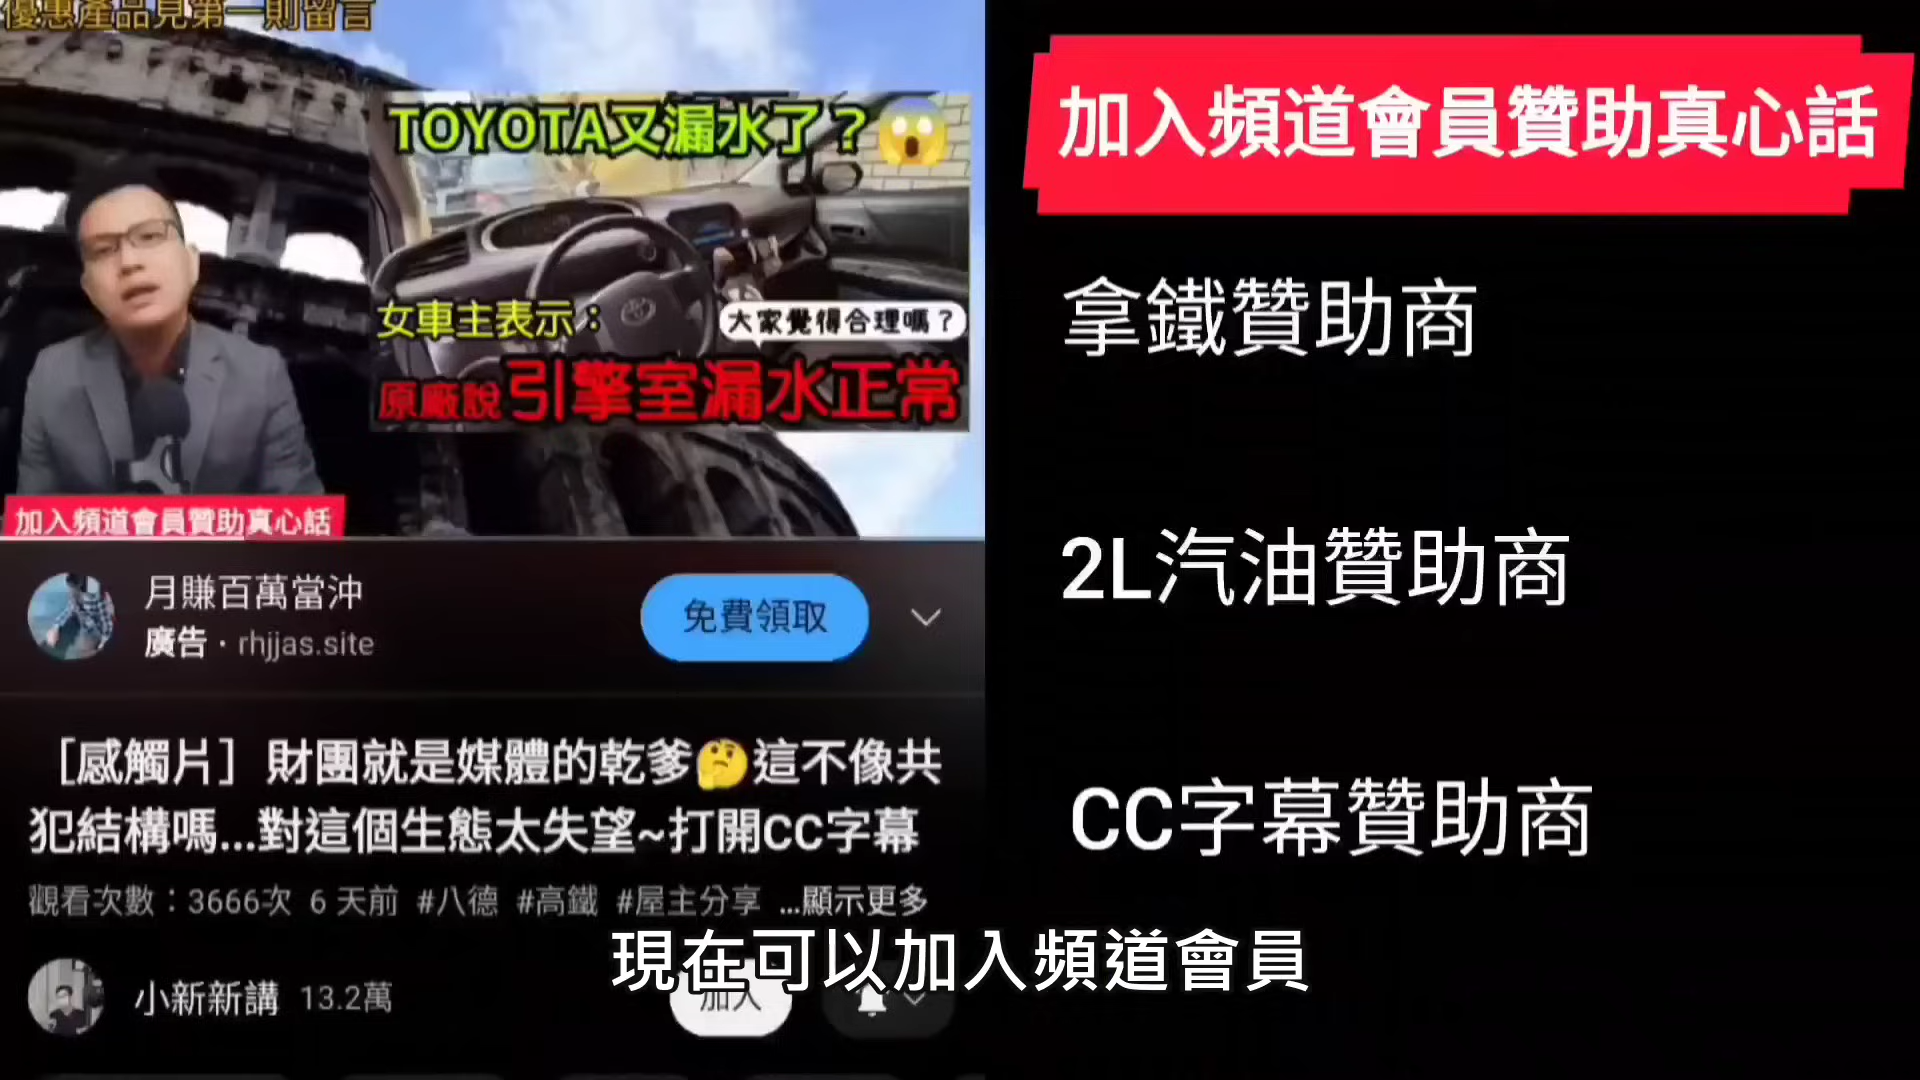 優惠產品見第一則留言
TOYOTA又漏水了？😱
女車主表示：
大家覺得合理嗎？
原廠說引擎室漏水正常
加入頻道會員贊助真心話
月賺百萬當沖
廣告・rhjjas.site
免費領取
［感觸片］財團就是媒體的乾爹🤔這不像共
犯結構嗎...對這個生態太失望~打開CC字幕
觀看次數：3666次 6 天前 #八德 #高鐵 #屋主分享 ...顯示更多
小新新講 13.2萬
加入
加入頻道會員贊助真心話
拿鐵贊助商
2L汽油贊助商
CC字幕贊助商
現在可以加入頻道會員